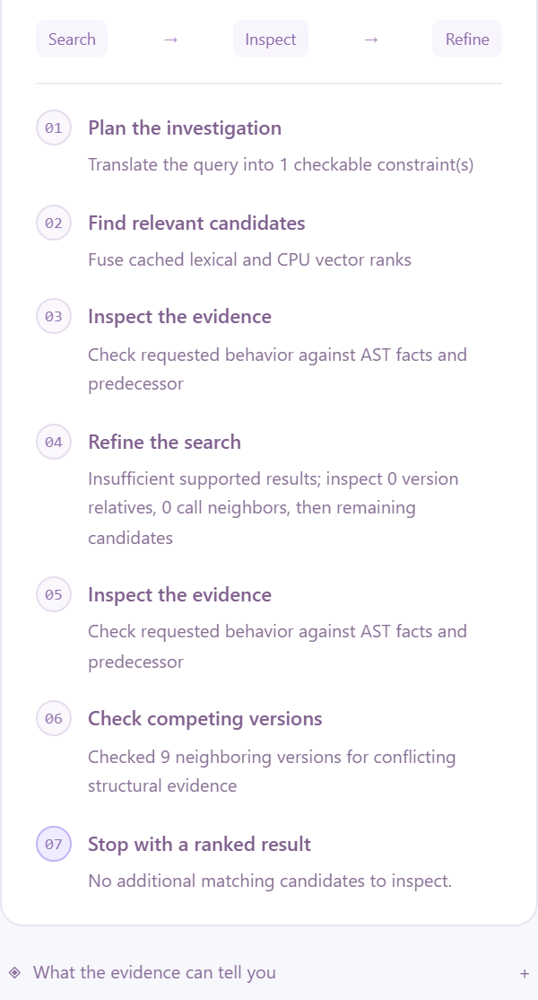 Search → Inspect → Refine
01 Plan the investigation
Translate the query into 1 checkable constraint(s)
02 Find relevant candidates
Fuse cached lexical and CPU vector ranks
03 Inspect the evidence
Check requested behavior against AST facts and
predecessor
04 Refine the search
Insufficient supported results; inspect 0 version
relatives, 0 call neighbors, then remaining
candidates
05 Inspect the evidence
Check requested behavior against AST facts and
predecessor
06 Check competing versions
Checked 9 neighboring versions for conflicting
structural evidence
07 Stop with a ranked result
No additional matching candidates to inspect.
◈ What the evidence can tell you +